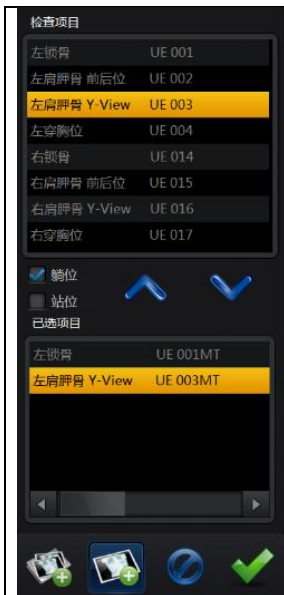 检查项目
左锁骨 UE 001
左肩胛骨 前后位 UE 002
左肩胛骨 Y-View UE 003
左穿胸位 UE 004
右锁骨 UE 014
右肩胛骨 前后位 UE 015
右肩胛骨 Y-View UE 016
右穿胸位 UE 017
躺位
站位
已选项目
左锁骨 UE 001MT
左肩胛骨 Y-View UE 003MT